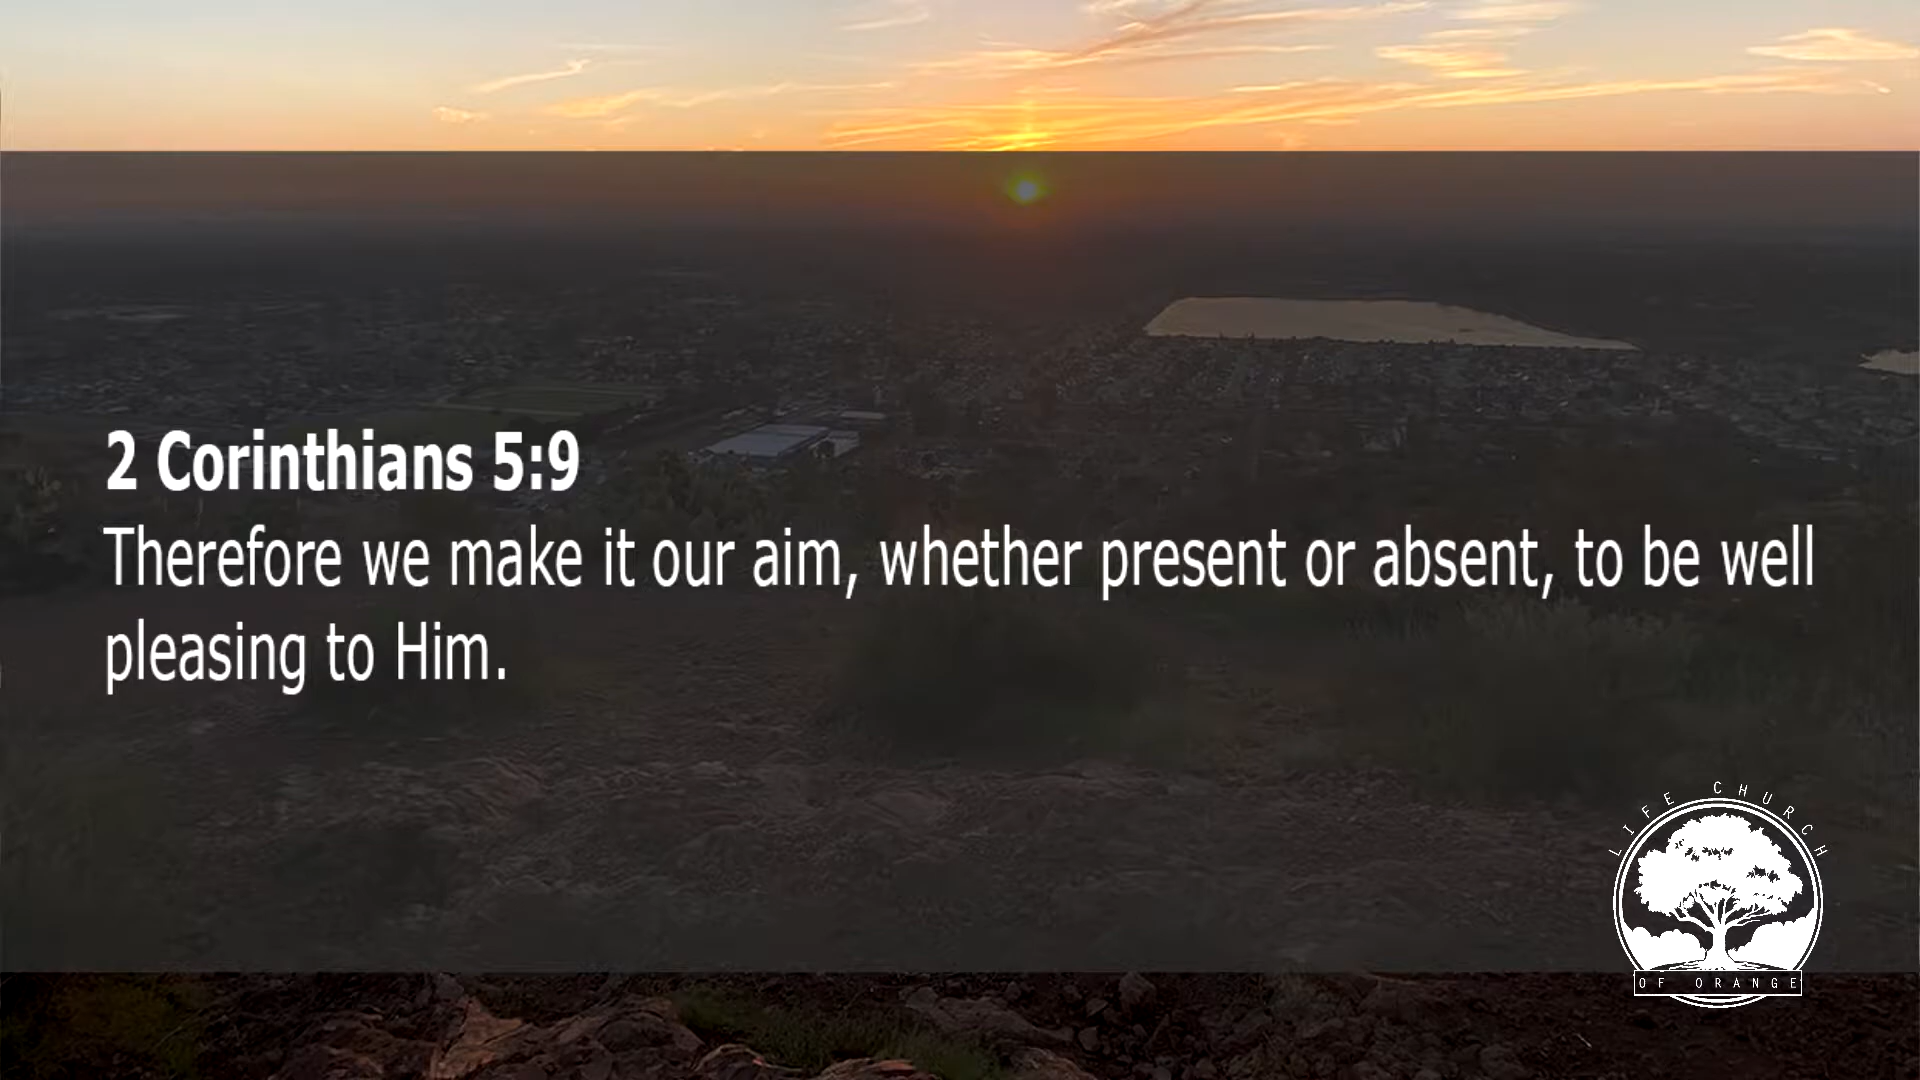 2 Corinthians 5:9
Therefore we make it our aim, whether present or absent, to be well
pleasing to Him.
LIFE CHURCH
OF ORANGE